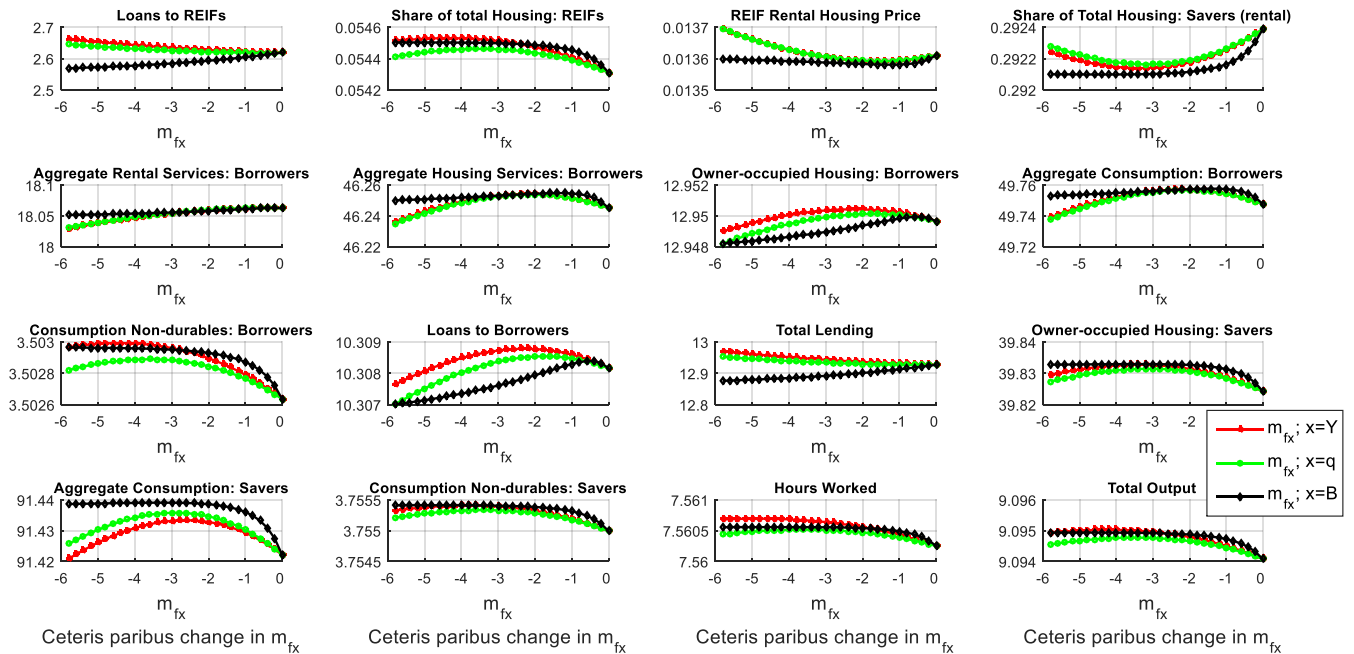 Loans to REIFs
2.7
2.6
2.5
-6 -5 -4 -3 -2 -1 0
m_fx
Share of total Housing: REIFs
0.0546
0.0544
0.0542
-6 -5 -4 -3 -2 -1 0
m_fx
REIF Rental Housing Price
0.0137
0.0136
0.0135
-6 -5 -4 -3 -2 -1 0
m_fx
Share of Total Housing: Savers (rental)
0.2924
0.2922
0.292
-6 -5 -4 -3 -2 -1 0
m_fx
Aggregate Rental Services: Borrowers
18.1
18.05
18
-6 -5 -4 -3 -2 -1 0
m_fx
Aggregate Housing Services: Borrowers
46.26
46.24
46.22
-6 -5 -4 -3 -2 -1 0
m_fx
Owner-occupied Housing: Borrowers
12.952
12.95
12.948
-6 -5 -4 -3 -2 -1 0
m_fx
Aggregate Consumption: Borrowers
49.76
49.74
49.72
-6 -5 -4 -3 -2 -1 0
m_fx
Consumption Non-durables: Borrowers
3.503
3.5028
3.5026
-6 -5 -4 -3 -2 -1 0
m_fx
Loans to Borrowers
10.309
10.308
10.307
-6 -5 -4 -3 -2 -1 0
m_fx
Total Lending
13
12.9
12.8
-6 -5 -4 -3 -2 -1 0
m_fx
Owner-occupied Housing: Savers
39.84
39.83
39.82
-6 -5 -4 -3 -2 -1 0
m_fx; x=Y
m_fx; x=q
m_fx; x=B
Aggregate Consumption: Savers
91.44
91.43
91.42
-6 -5 -4 -3 -2 -1 0
m_fx
Ceteris paribus change in m_fx
Consumption Non-durables: Savers
3.7555
3.755
3.7545
-6 -5 -4 -3 -2 -1 0
m_fx
Ceteris paribus change in m_fx
Hours Worked
7.561
7.5605
7.56
-6 -5 -4 -3 -2 -1 0
m_fx
Ceteris paribus change in m_fx
Total Output
9.096
9.095
9.094
-6 -5 -4 -3 -2 -1 0
m_fx
Ceteris paribus change in m_fx